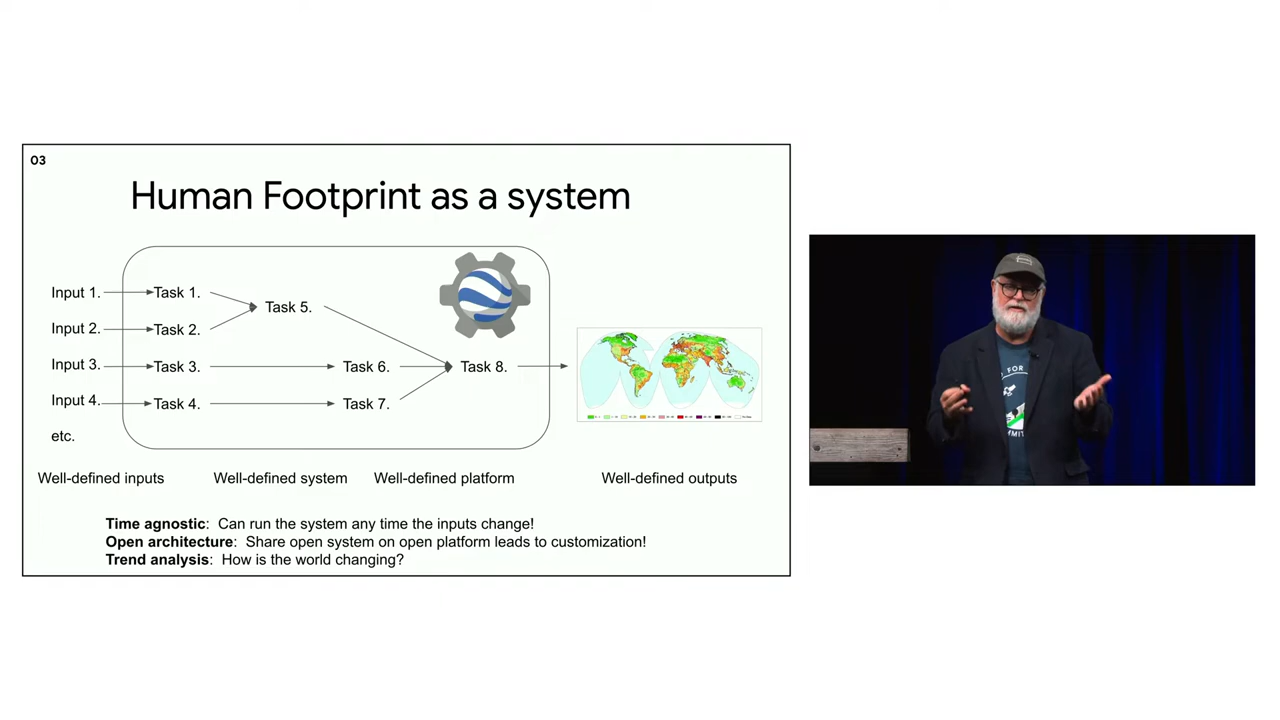 03
Human Footprint as a system
Input 1.
Task 1.
Task 5.
Input 2.
Task 2.
Input 3.
Task 3.
Task 6.
Task 8.
Input 4.
Task 4.
Task 7.
etc.
Well-defined inputs
Well-defined system
Well-defined platform
Well-defined outputs
Time agnostic: Can run the system any time the inputs change!
Open architecture: Share open system on open platform leads to customization!
Trend analysis: How is the world changing?
FOR